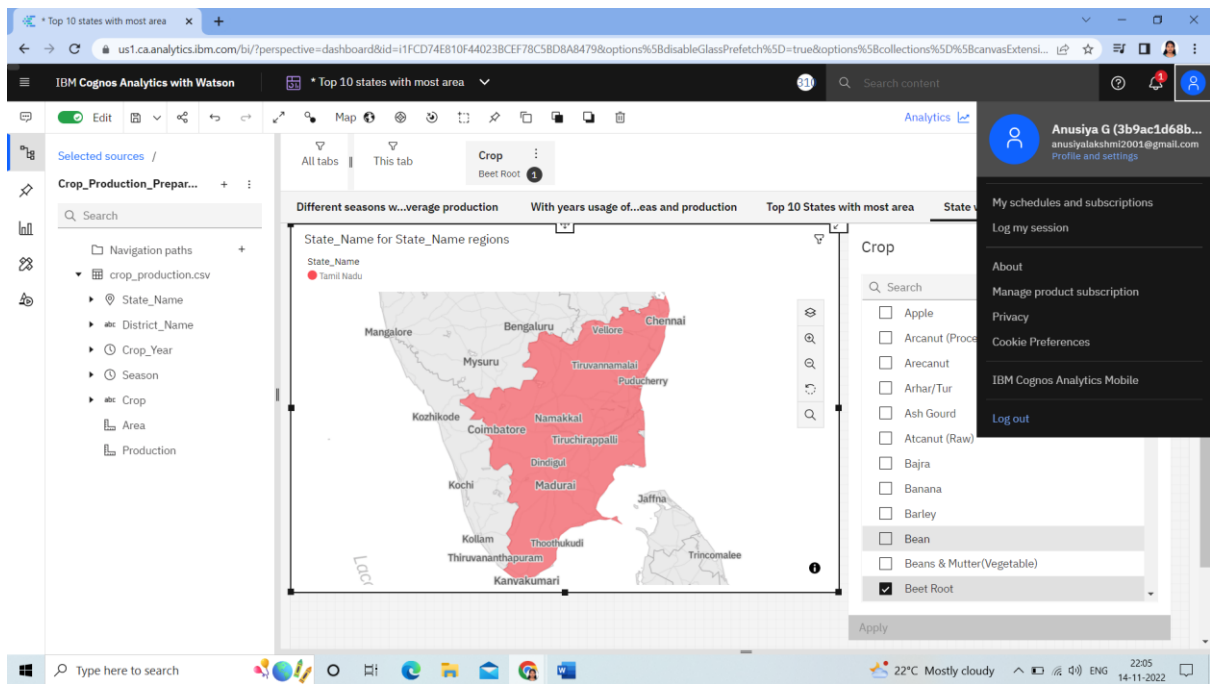 * Top 10 states with most area
us1.ca.analytics.ibm.com/bi/?perspective=dashboard&id=i1FCD74E810F44023BCEF78C5BD8A8479&options%5BdisableGlassPrefetch%5D=true&options%5Bcollections%5D%5BcanvasExtensi...
IBM Cognos Analytics with Watson
* Top 10 states with most area
Search content
1
Edit
Map
Analytics
Anusiya G (3b9ac1d68b...
anusiyalakshmi2001@gmail.com
Profile and settings
My schedules and subscriptions
Log my session
About
Manage product subscription
Privacy
Cookie Preferences
IBM Cognos Analytics Mobile
Log out
Selected sources /
Crop_Production_Prepar...
Search
Navigation paths
crop_production.csv
State_Name
abc District_Name
Crop_Year
Season
abc Crop
Area
Production
All tabs
This tab
Crop
Beet Root 1
Different seasons w...verage production
With years usage of...eas and production
Top 10 States with most area
State
State_Name for State_Name regions
State_Name
Tamil Nadu
Mangalore
Bengaluru
Vellore
Chennai
Mysuru
Tiruvannamalai
Puducherry
Kozhikode
Coimbatore
Namakkal
Tiruchirappalli
Dindigul
Kochi
Madurai
Jaffna
Kollam
Thoothukudi
Thiruvananthapuram
Trincomalee
Kanyakumari
Lacc
Crop
Search
Apple
Arcanut (Proce
Arecanut
Arhar/Tur
Ash Gourd
Atcanut (Raw)
Bajra
Banana
Barley
Bean
Beans & Mutter(Vegetable)
Beet Root
Apply
Type here to search
22°C Mostly cloudy
ENG
22:05
14-11-2022